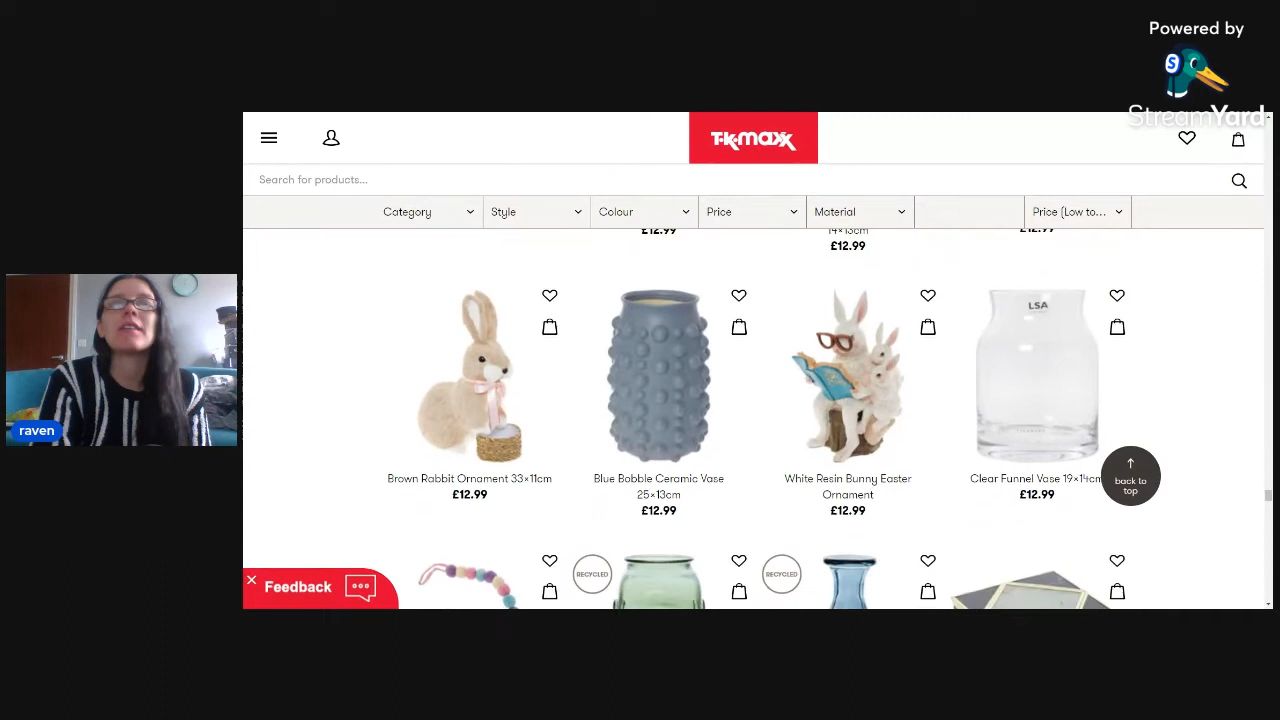 Powered by
StreamYard
TK maxx
Search for products...
Category
Style
Colour
Price
Material
Price (Low to...
£12.99
14x13cm
£12.99
£12.99
LSA
Brown Rabbit Ornament 33x11cm
£12.99
Blue Bobble Ceramic Vase
25x13cm
£12.99
White Resin Bunny Easter
Ornament
£12.99
Clear Funnel Vase 19x14cm
£12.99
back to
top
raven
RECYCLED
RECYCLED
Feedback